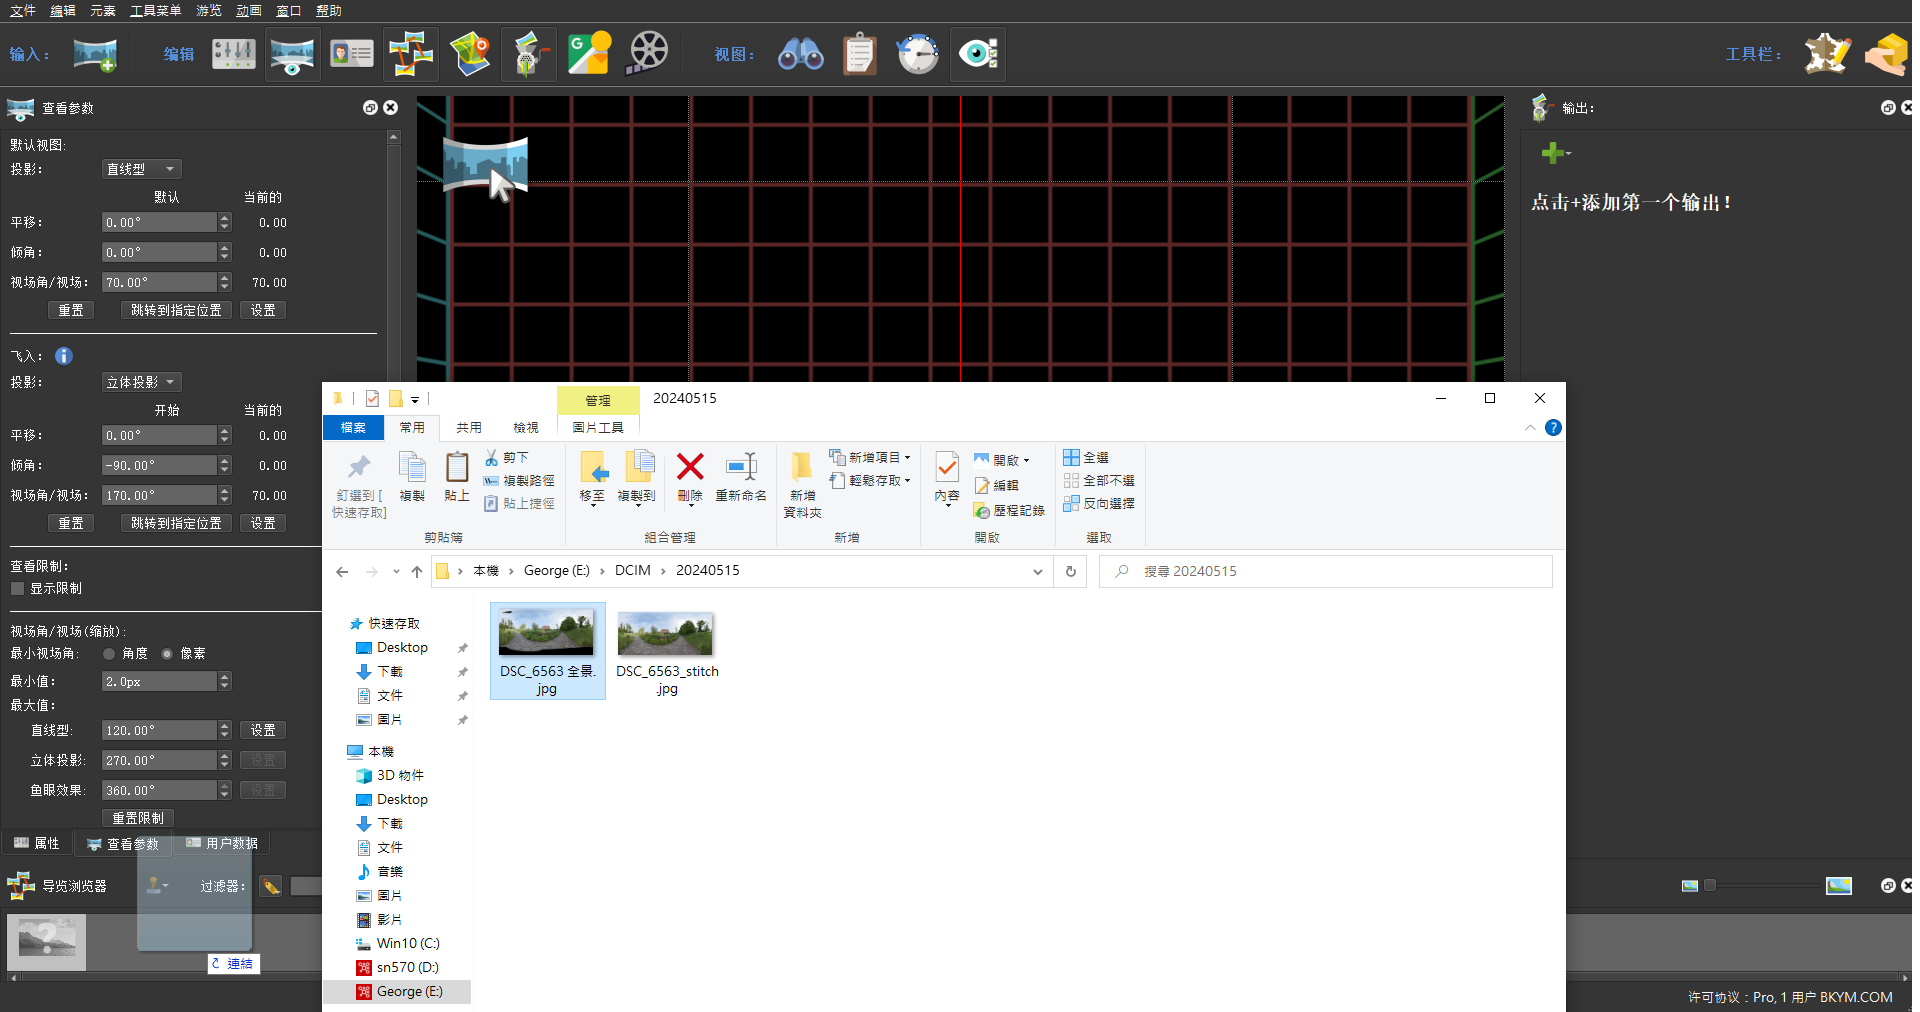 文件 编辑 元素 工具菜单 游览 动画 窗口 帮助
输入: 编辑 视图: 工具栏:
查看参数
默认视图:
投影: 直线型
默认 当前的
平移: 0.00° 0.00
倾角: 0.00° 0.00
视场角/视场: 70.00° 70.00
重置 跳转到指定位置 设置
飞入:
投影: 立体投影
开始 当前的
平移: 0.00° 0.00
倾角: -90.00° 0.00
视场角/视场: 170.00° 70.00
重置 跳转到指定位置 设置
查看限制:
显示限制
视场角/视场(缩放):
最小视场角: 角度 像素
最小值: 2.0px
最大值:
直线型: 120.00° 设置
立体投影: 270.00° 设置
鱼眼效果: 360.00° 设置
重置限制
属性 查看参数 用户数据
导览浏览器 过滤器:
連結
输出:
点击+添加第一个输出!
管理 20240515
檔案 常用 共用 檢視 圖片工具
釘選到 [
快速存取]
複製
貼上
剪下
複製路徑
貼上捷徑
剪貼簿
移至
複製到
刪除
重新命名
組合管理
新增
資料夾
新增項目
輕鬆存取
新增
內容
開啟
編輯
歷程記錄
開啟
全選
全部不選
反向選擇
選取
本機 › George (E:) › DCIM › 20240515
搜尋 20240515
快速存取
Desktop
下載
文件
圖片
本機
3D 物件
Desktop
下載
文件
音樂
圖片
影片
Win10 (C:)
sn570 (D:)
George (E:)
DSC_6563 全景.
jpg
DSC_6563_stitch
.jpg
许可协议：Pro, 1 用户 BKYM.COM